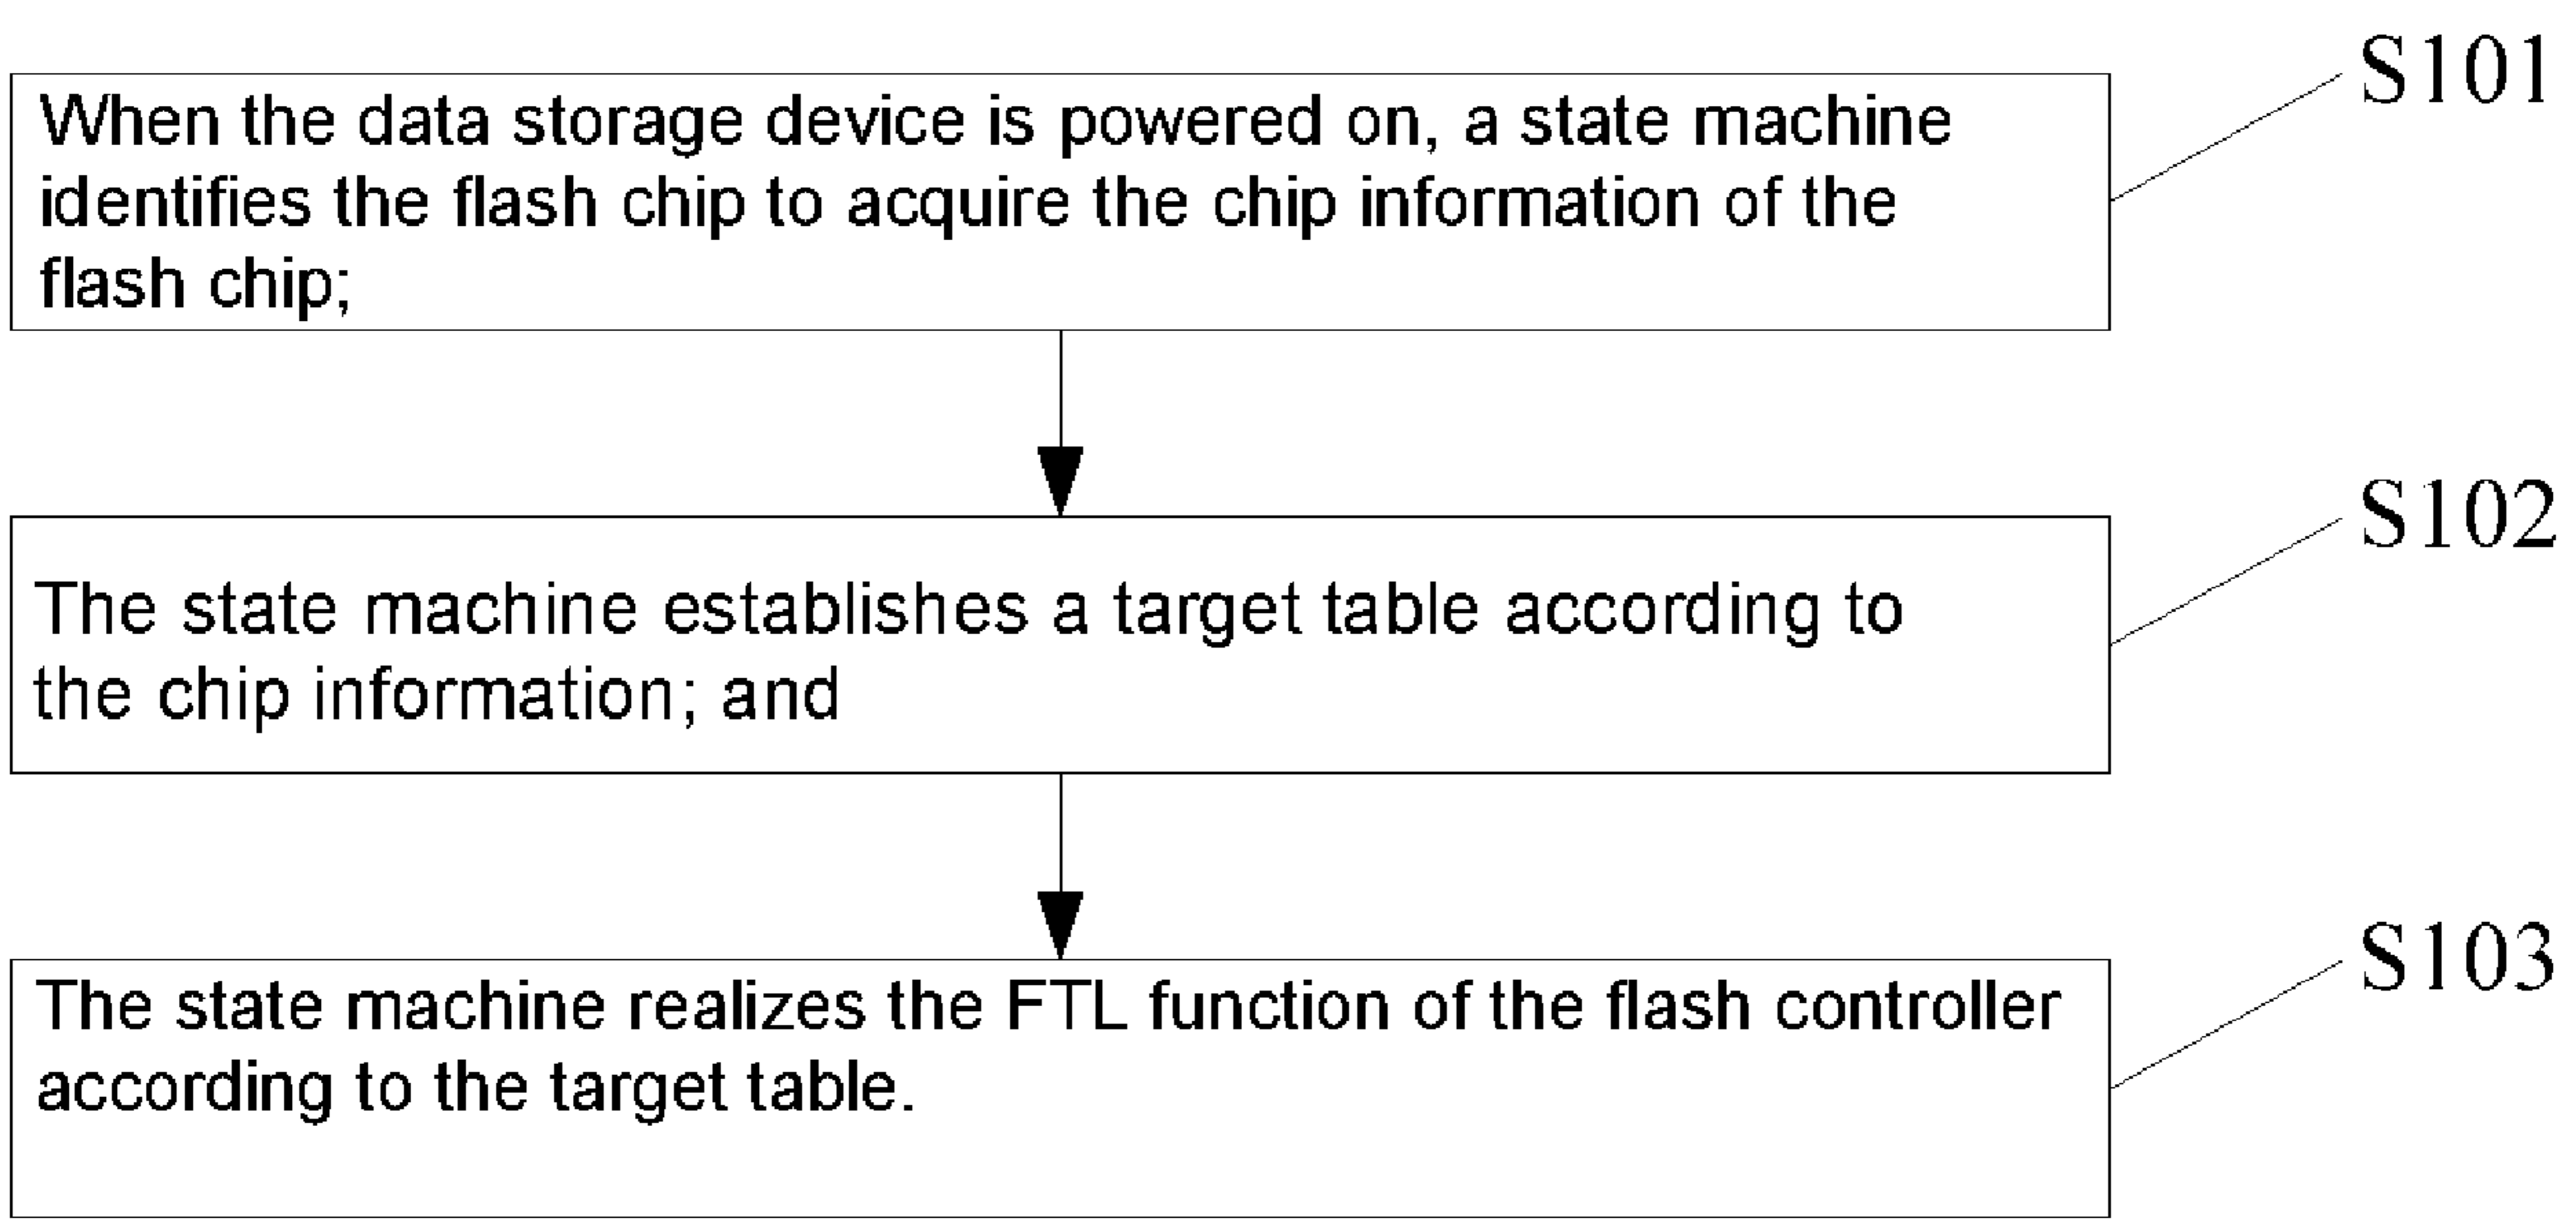 S101
When the data storage device is powered on, a state machine
identifies the flash chip to acquire the chip information of the
flash chip;
S102
The state machine establishes a target table according to
the chip information; and
S103
The state machine realizes the FTL function of the flash controller
according to the target table.